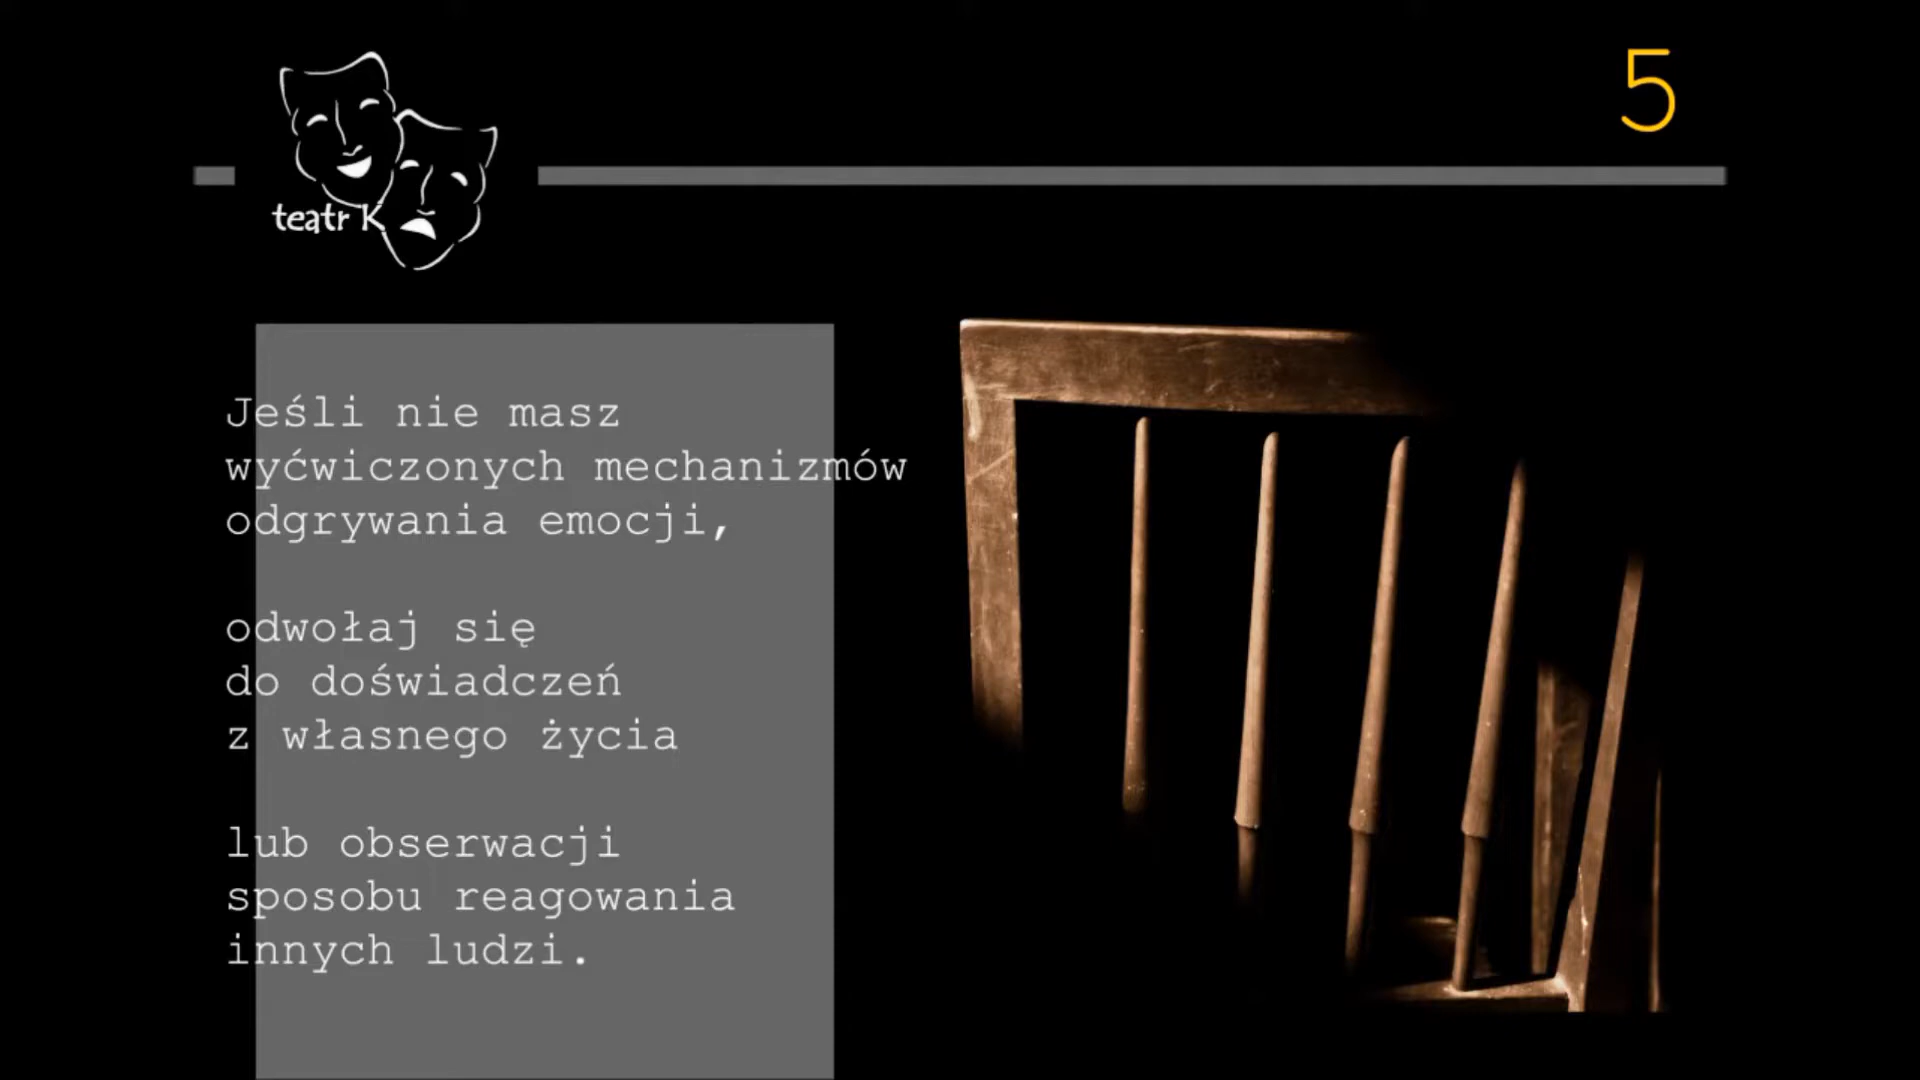 5
teatr K
Jeśli nie masz
wyćwiczonych mechanizmów
odgrywania emocji,
odwołaj się
do doświadczeń
z własnego życia
lub obserwacji
sposobu reagowania
innych ludzi.